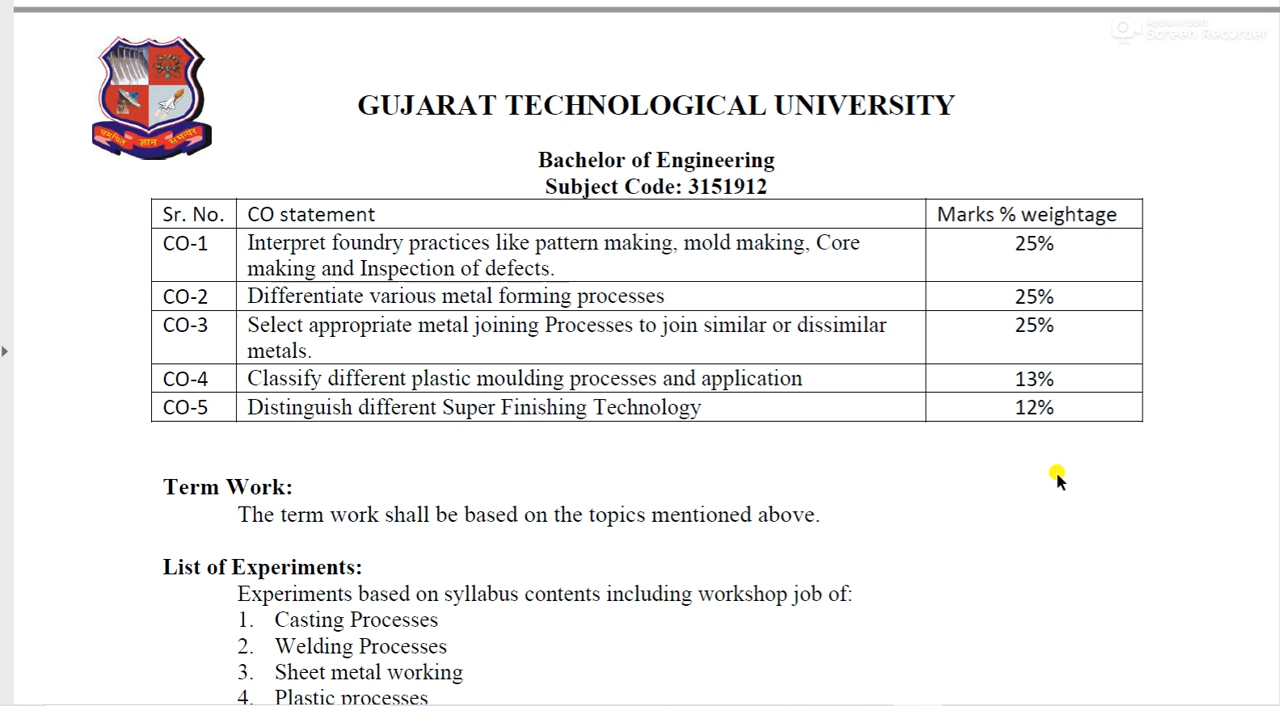 apowersoft
Screen Recorder
GUJARAT TECHNOLOGICAL UNIVERSITY
Bachelor of Engineering
Subject Code: 3151912
Sr. No. CO statement Marks % weightage
CO-1 Interpret foundry practices like pattern making, mold making, Core 25%
making and Inspection of defects.
CO-2 Differentiate various metal forming processes 25%
CO-3 Select appropriate metal joining Processes to join similar or dissimilar 25%
metals.
CO-4 Classify different plastic moulding processes and application 13%
CO-5 Distinguish different Super Finishing Technology 12%
Term Work:
The term work shall be based on the topics mentioned above.
List of Experiments:
Experiments based on syllabus contents including workshop job of:
1. Casting Processes
2. Welding Processes
3. Sheet metal working
4. Plastic processes